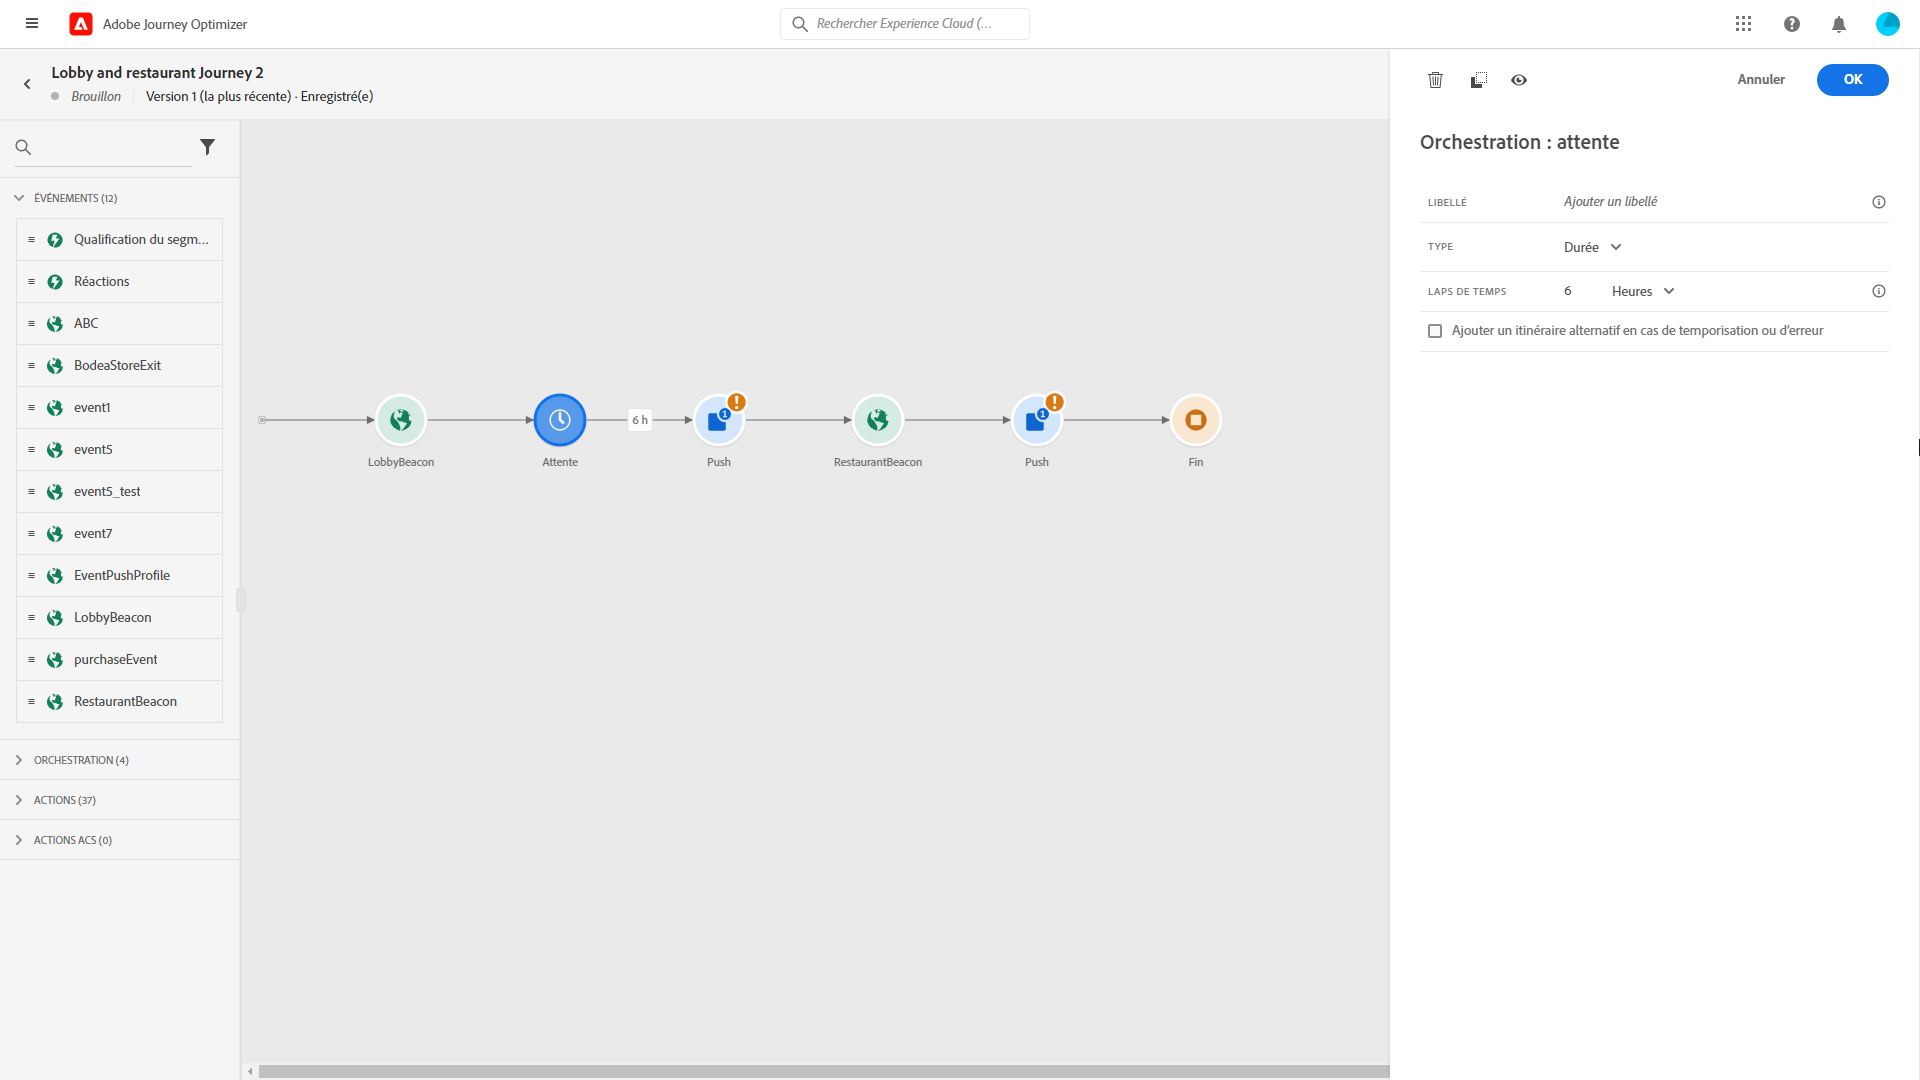 Adobe Journey Optimizer
Rechercher Experience Cloud (...
Lobby and restaurant Journey 2
Brouillon
Version 1 (la plus récente) · Enregistré(e)
Annuler
OK
ÉVÉNEMENTS (12)
Qualification du segm...
Réactions
ABC
BodeaStoreExit
event1
event5
event5_test
event7
EventPushProfile
LobbyBeacon
purchaseEvent
RestaurantBeacon
ORCHESTRATION (4)
ACTIONS (37)
ACTIONS ACS (0)
6 h
1
!
1
!
LobbyBeacon
Attente
Push
RestaurantBeacon
Push
Fin
Orchestration : attente
LIBELLÉ
Ajouter un libellé
TYPE
Durée
LAPS DE TEMPS
6
Heures
Ajouter un itinéraire alternatif en cas de temporisation ou d'erreur